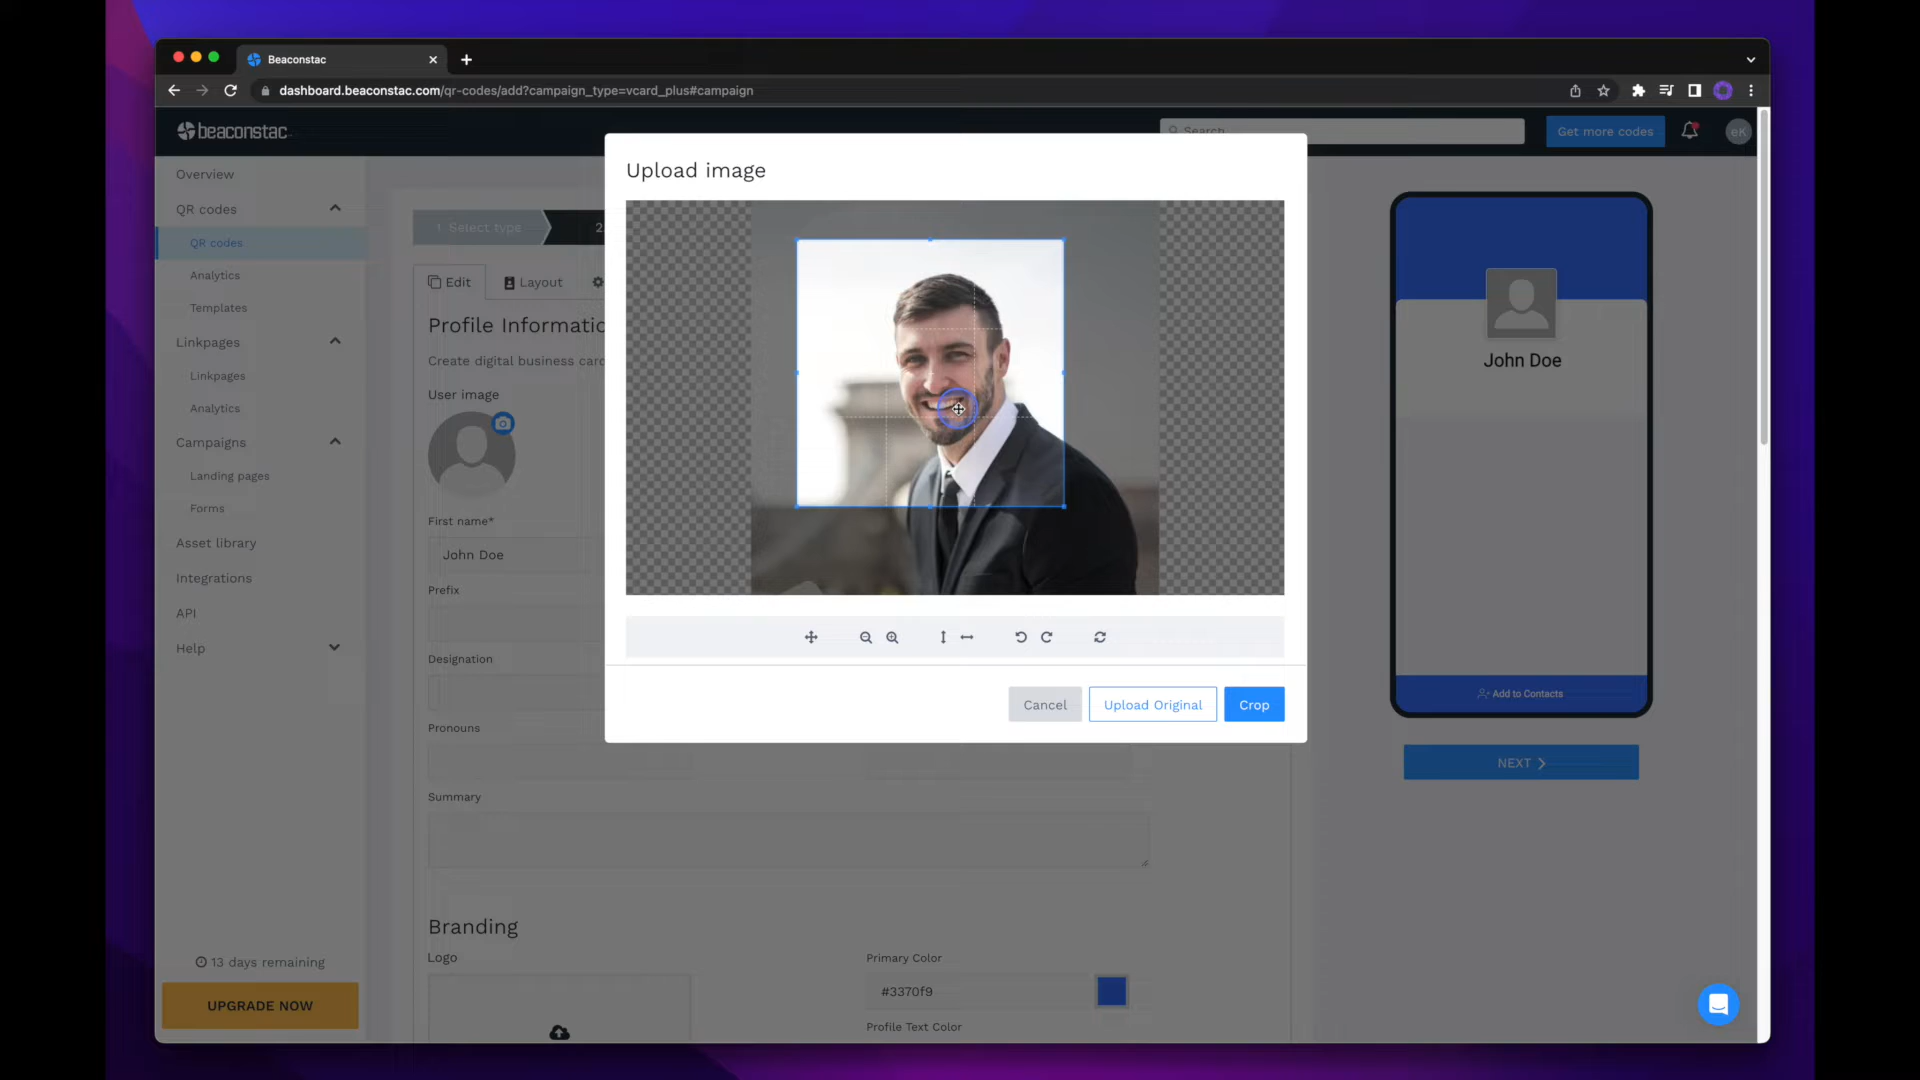 Beaconstac
dashboard.beaconstac.com/qr-codes/add?campaign_type=vcard_plus#campaign
beaconstac
Search
Get more codes
eK
Overview
QR codes
QR codes
Analytics
Templates
Linkpages
Linkpages
Analytics
Campaigns
Landing pages
Forms
Asset library
Integrations
API
Help
13 days remaining
UPGRADE NOW
1 Select type
2
Edit
Layout
Profile Informatio
Create digital business card
User image
First name*
John Doe
Prefix
Designation
Pronouns
Summary
Branding
Logo
Primary Color
#3370f9
Profile Text Color
Upload image
Cancel
Upload Original
Crop
John Doe
Add to Contacts
NEXT